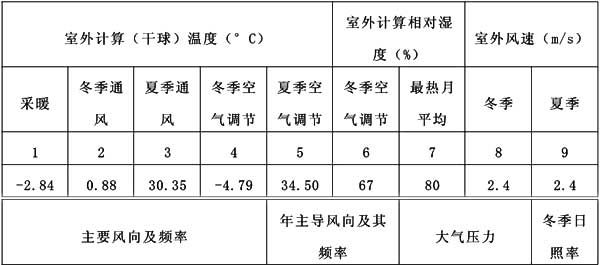 室外计算（干球）温度（°C） 室外计算相对湿度（%） 室外风速（m/s）
采暖 冬季通风 夏季通风 冬季空气调节 夏季空气调节 冬季空气调节 最热月平均 冬季 夏季
1 2 3 4 5 6 7 8 9
-2.84 0.88 30.35 -4.79 34.50 67 80 2.4 2.4
主要风向及频率 年主导风向及其频率 大气压力 冬季日照率